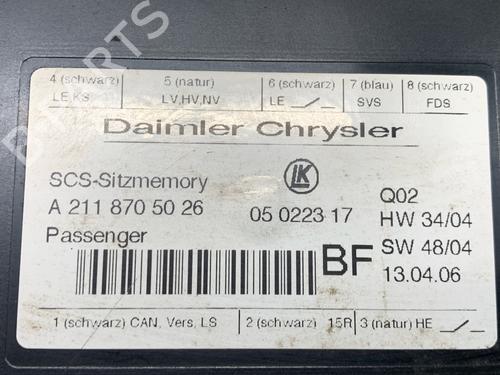 4 (schwarz) 5 (natur) 6 (schwarz) 7 (blau) 8 (schwarz)
LE,KS LV,HV,NV LE SVS FDS
Daimler Chrysler
SCS-Sitzmemory LK Q02
A 211 870 50 26 05 0223 17 HW 34/04
Passenger BF SW 48/04
13.04.06
1 (schwarz) CAN, Vers, LS 2 (schwarz) 15R 3 (natur) HE